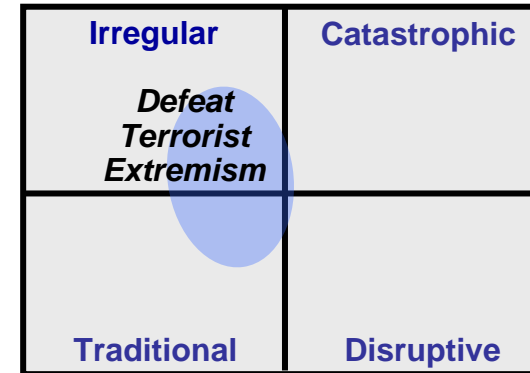 Irregular
Catastrophic
Defeat
Terrorist
Extremism
Traditional
Disruptive